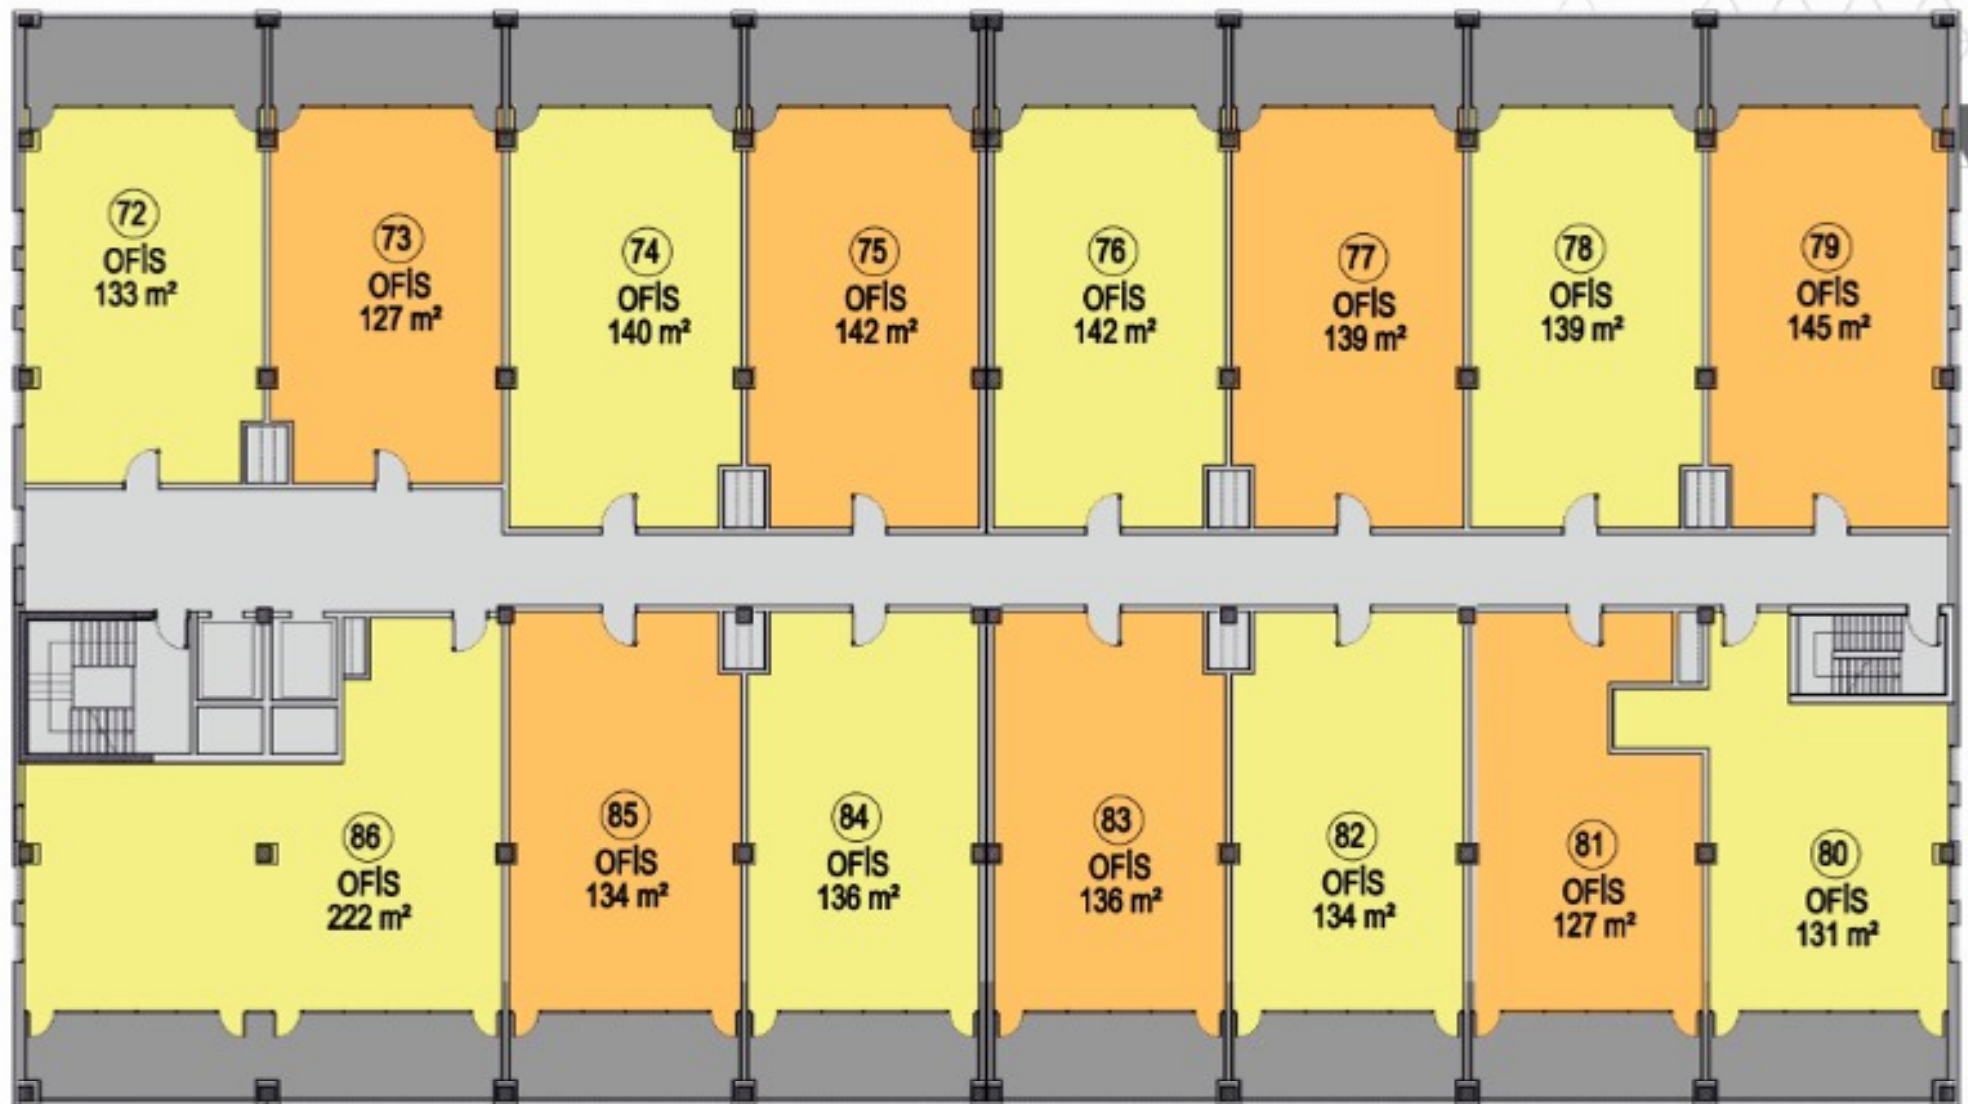 72
OFİS
133 m²
73
OFİS
127 m²
74
OFİS
140 m²
75
OFİS
142 m²
76
OFİS
142 m²
77
OFİS
139 m²
78
OFİS
139 m²
79
OFİS
145 m²
86
OFİS
222 m²
85
OFİS
134 m²
84
OFİS
136 m²
83
OFİS
136 m²
82
OFİS
134 m²
81
OFİS
127 m²
80
OFİS
131 m²